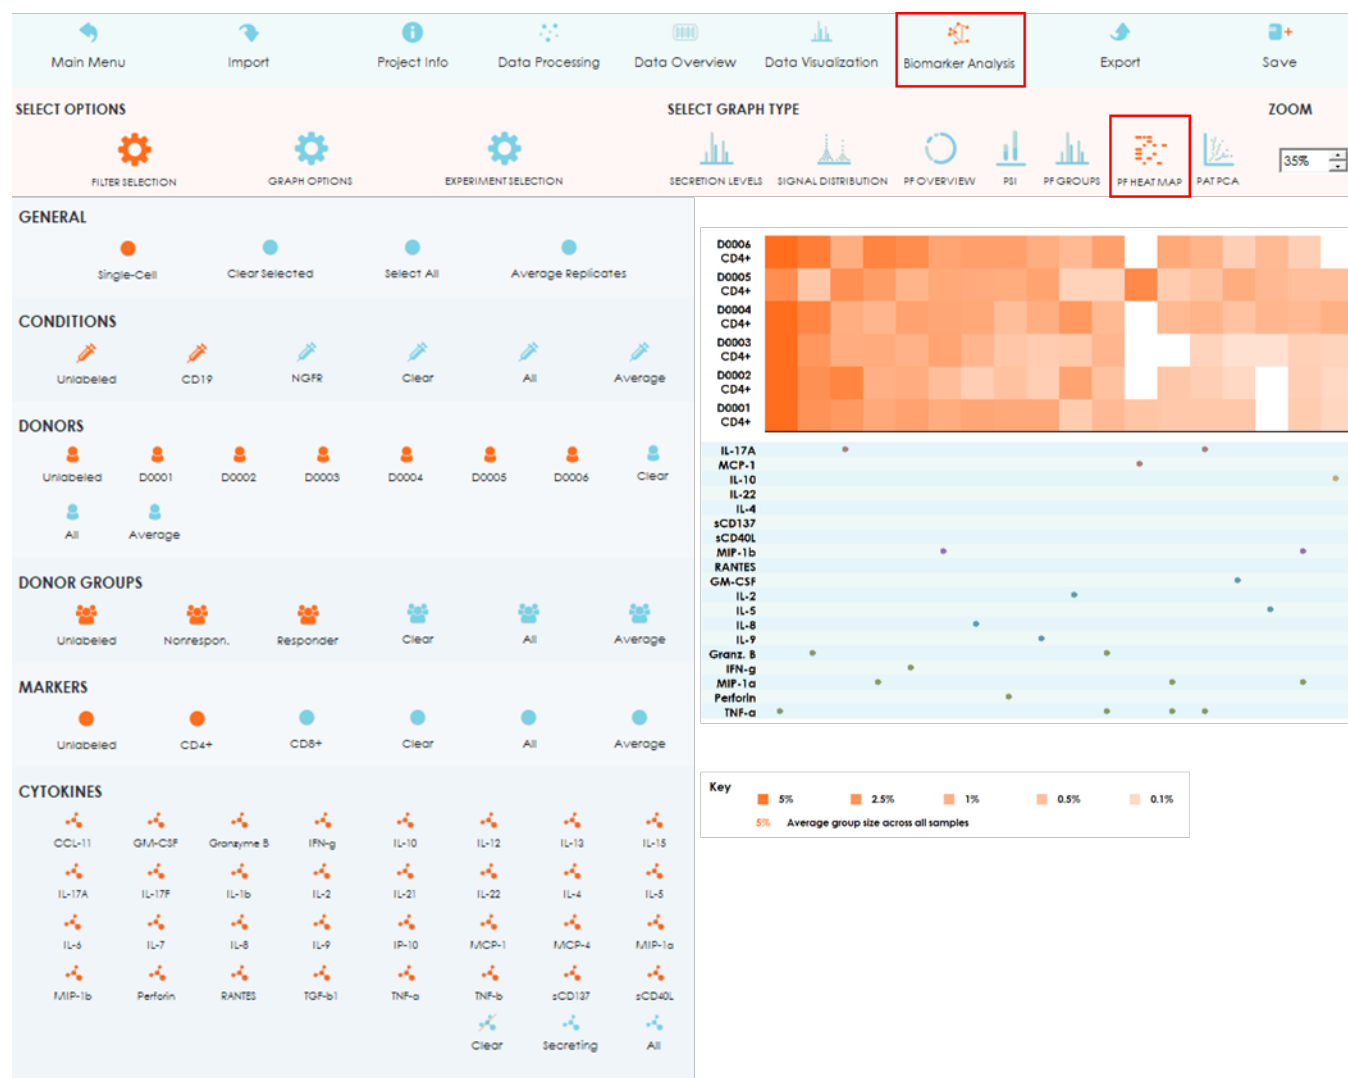 Main Menu Import Project Info Data Processing Data Overview Data Visualization Biomarker Analysis Export Save
SELECT OPTIONS SELECT GRAPH TYPE ZOOM
35%
FILTER SELECTION GRAPH OPTIONS EXPERIMENT SELECTION SECRETION LEVELS SIGNAL DISTRIBUTION PF OVERVIEW PSI PF GROUPS PF HEAT MAP PAT PCA
GENERAL
Single-Cell Clear Selected Select All Average Replicates
CONDITIONS
Unlabeled CD19 NGFR Clear All Average
DONORS
Unlabeled D0001 D0002 D0003 D0004 D0005 D0006 Clear
All Average
DONOR GROUPS
Unlabeled Nonrespon. Responder Clear All Average
MARKERS
Unlabeled CD4+ CD8+ Clear All Average
CYTOKINES
CCL-11 GM-CSF Granzyme B IFN-g IL-10 IL-12 IL-13 IL-15
IL-17A IL-17F IL-1b IL-2 IL-21 IL-22 IL-4 IL-5
IL-6 IL-7 IL-8 IL-9 IP-10 MCP-1 MCP-4 MIP-1a
MIP-1b Perforin RANTES TGF-b1 TNF-a TNF-b sCD137 sCD40L
Clear Secreting All
D0006
CD4+
D0005
CD4+
D0004
CD4+
D0003
CD4+
D0002
CD4+
D0001
CD4+
IL-17A
MCP-1
IL-10
IL-22
IL-4
sCD137
sCD40L
MIP-1b
RANTES
GM-CSF
IL-2
IL-5
IL-8
IL-9
Granz. B
IFN-g
MIP-1a
Perforin
TNF-a
Key
5% 2.5% 1% 0.5% 0.1%
5% Average group size across all samples